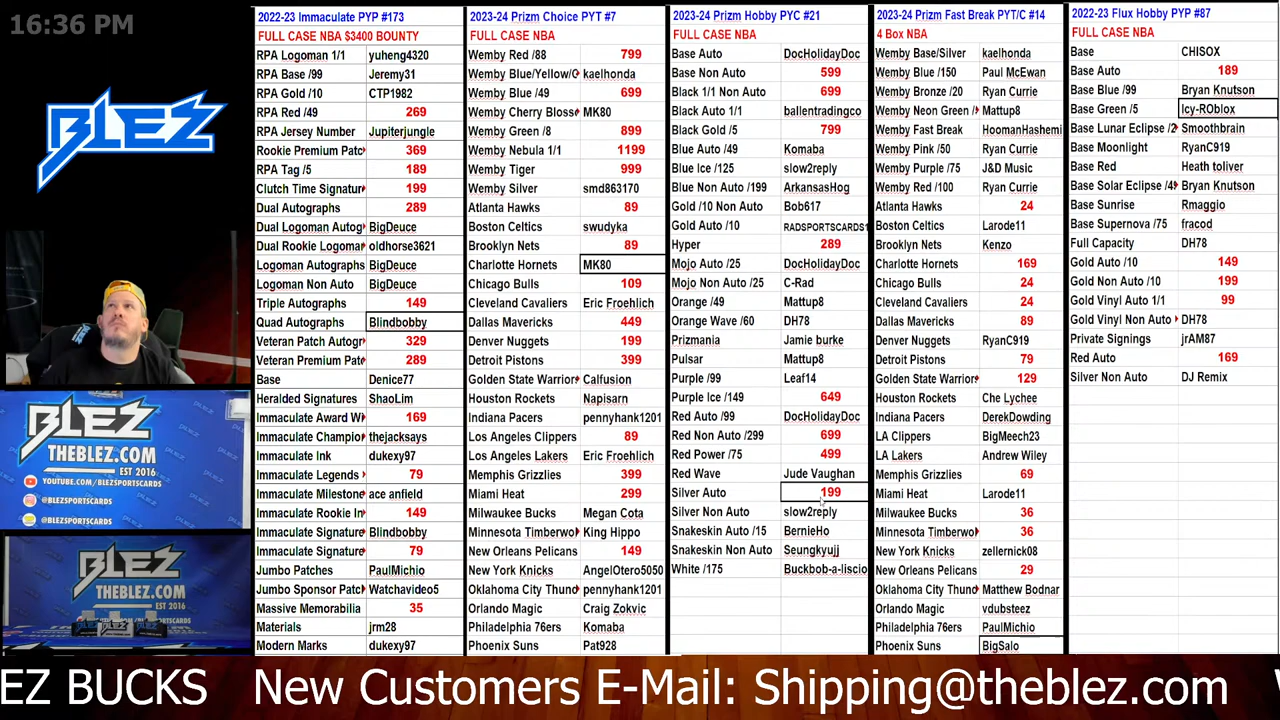 16:36 PM
BLEZ
BLEZ
THEBLEZ.COM
EST 2016
YOUTUBE.COM/BLEZSPORTSCARDS
@BLEZSPORTSCARDS
@BLEZSPORTSCARDS
BLEZ
THEBLEZ.COM
2022-23 Immaculate PYP #173
FULL CASE NBA $3400 BOUNTY
RPA Logoman 1/1 yuheng4320
RPA Base /99 Jeremy31
RPA Gold /10 CTP1982
RPA Red /49 269
RPA Jersey Number Jupiterjungle
Rookie Premium Patc 369
RPA Tag /5 189
Clutch Time Signatur 199
Dual Autographs 289
Dual Logoman Autog BigDeuce
Dual Rookie Logomar oldhorse3621
Logoman Autographs BigDeuce
Logoman Non Auto BigDeuce
Triple Autographs 149
Quad Autographs Blindbobby
Veteran Patch Autogr 329
Veteran Premium Pat 289
Base Denice77
Heralded Signatures ShaoLim
Immaculate Award W 169
Immaculate Champio thejacksays
Immaculate Ink dukexy97
Immaculate Legends 79
Immaculate Milestone ace anfield
Immaculate Rookie In 149
Immaculate Signature Blindbobby
Immaculate Signature 79
Jumbo Patches PaulMichio
Jumbo Sponsor Patc Watchavideo5
Massive Memorabilia 35
Materials jrm28
Modern Marks dukexy97
2023-24 Prizm Choice PYT #7
FULL CASE NBA
Wemby Red /88 799
Wemby Blue/Yellow/G kaelhonda
Wemby Blue /49 699
Wemby Cherry Blosso MK80
Wemby Green /8 899
Wemby Nebula 1/1 1199
Wemby Tiger 999
Wemby Silver smd863170
Atlanta Hawks 89
Boston Celtics swudyka
Brooklyn Nets 89
Charlotte Hornets MK80
Chicago Bulls 109
Cleveland Cavaliers Eric Froehlich
Dallas Mavericks 449
Denver Nuggets 199
Detroit Pistons 399
Golden State Warrior Calfusion
Houston Rockets Napisarn
Indiana Pacers pennyhank1201
Los Angeles Clippers 89
Los Angeles Lakers Eric Froehlich
Memphis Grizzlies 399
Miami Heat 299
Milwaukee Bucks Megan Cota
Minnesota Timberwo King Hippo
New Orleans Pelicans 149
New York Knicks AngelOtero5050
Oklahoma City Thund pennyhank1201
Orlando Magic Craig Zokvic
Philadelphia 76ers Komaba
Phoenix Suns Pat928
2023-24 Prizm Hobby PYC #21
FULL CASE NBA
Base Auto DocHolidayDoc
Base Non Auto 599
Black 1/1 Non Auto 699
Black Auto 1/1 ballentradingco
Black Gold /5 799
Blue Auto /49 Komaba
Blue Ice /125 slow2reply
Blue Non Auto /199 ArkansasHog
Gold /10 Non Auto Bob617
Gold Auto /10 RADSPORTSCARDS1
Hyper 289
Mojo Auto /25 DocHolidayDoc
Mojo Non Auto /25 C-Rad
Orange /49 Mattup8
Orange Wave /60 DH78
Prizmania Jamie burke
Pulsar Mattup8
Purple /99 Leaf14
Purple Ice /149 649
Red Auto /99 DocHolidayDoc
Red Non Auto /299 699
Red Power /75 499
Red Wave Jude Vaughan
Silver Auto 199
Silver Non Auto slow2reply
Snakeskin Auto /15 BernieHo
Snakeskin Non Auto Seungkyujj
White /175 Buckbob-a-liscio
2023-24 Prizm Fast Break PYT/C #14
4 Box NBA
Wemby Base/Silver kaelhonda
Wemby Blue /150 Paul McEwan
Wemby Bronze /20 Ryan Currie
Wemby Neon Green / Mattup8
Wemby Fast Break HoomanHashemi
Wemby Pink /50 Ryan Currie
Wemby Purple /75 J&D Music
Wemby Red /100 Ryan Currie
Atlanta Hawks 24
Boston Celtics Larode11
Brooklyn Nets Kenzo
Charlotte Hornets 169
Chicago Bulls 24
Cleveland Cavaliers 24
Dallas Mavericks 89
Denver Nuggets RyanC919
Detroit Pistons 79
Golden State Warrior 129
Houston Rockets Che Lychee
Indiana Pacers DerekDowding
LA Clippers BigMeech23
LA Lakers Andrew Wiley
Memphis Grizzlies 69
Miami Heat Larode11
Milwaukee Bucks 36
Minnesota Timberwo 36
New York Knicks zellernick08
New Orleans Pelicans 29
Oklahoma City Thund Matthew Bodnar
Orlando Magic vdubsteez
Philadelphia 76ers PaulMichio
Phoenix Suns BigSalo
2022-23 Flux Hobby PYP #87
FULL CASE NBA
Base CHISOX
Base Auto 189
Base Blue /99 Bryan Knutson
Base Green /5 Icy-ROblox
Base Lunar Eclipse /2 Smoothbrain
Base Moonlight RyanC919
Base Red Heath toliver
Base Solar Eclipse /4 Bryan Knutson
Base Sunrise Rmaggio
Base Supernova /75 fracod
Full Capacity DH78
Gold Auto /10 149
Gold Non Auto /10 199
Gold Vinyl Auto 1/1 99
Gold Vinyl Non Auto DH78
Private Signings jrAM87
Red Auto 169
Silver Non Auto DJ Remix
EZ BUCKS New Customers E-Mail: Shipping@theblez.com